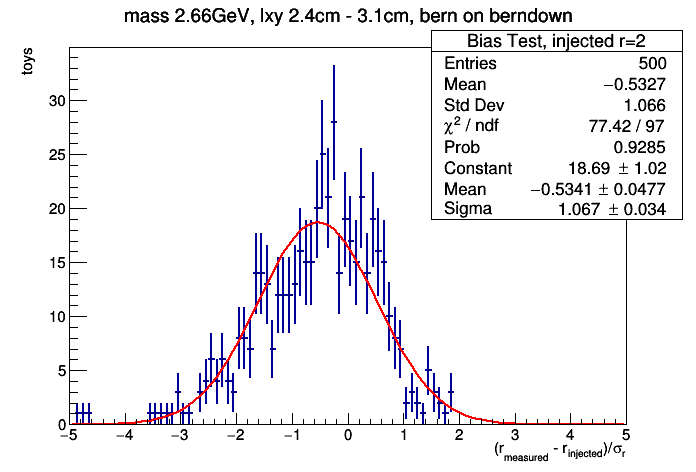 mass 2.66GeV, lxy 2.4cm - 3.1cm, bern on berndown
Bias Test, injected r=2
Entries 500
Mean −0.5327
Std Dev 1.066
χ² / ndf 77.42 / 97
Prob 0.9285
Constant 18.69 ± 1.02
Mean −0.5341 ± 0.0477
Sigma 1.067 ± 0.034
toys
30
25
20
15
10
5
0
−5 −4 −3 −2 −1 0 1 2 3 4 5
(r_measured - r_injected)/σ_r